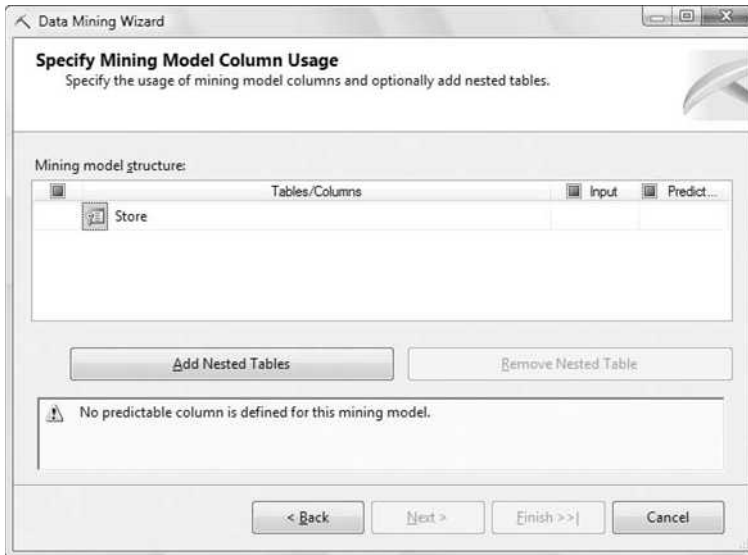 Data Mining Wizard
Specify Mining Model Column Usage
Specify the usage of mining model columns and optionally add nested tables.
Mining model structure:
Tables/Columns Input Predict...
Store
Add Nested Tables Remove Nested Table
No predictable column is defined for this mining model.
< Back Next > Finish >>| Cancel